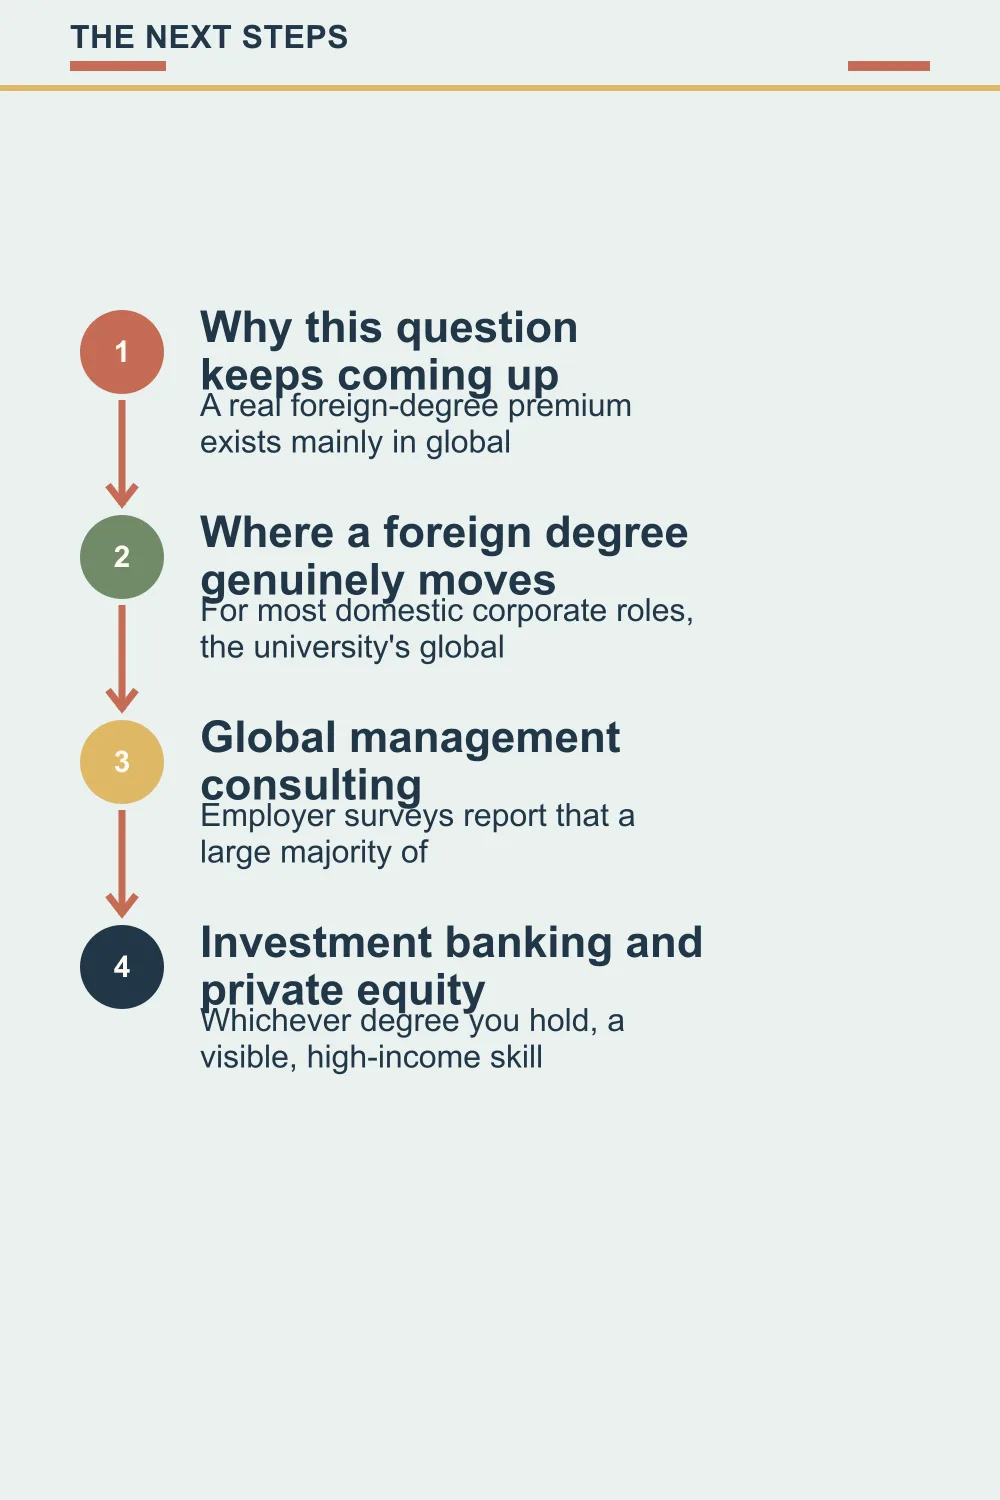 THE NEXT STEPS
1
Why this question
keeps coming up
A real foreign-degree premium
exists mainly in global
2
Where a foreign degree
genuinely moves
For most domestic corporate roles,
the university's global
3
Global management
consulting
Employer surveys report that a
large majority of
4
Investment banking and
private equity
Whichever degree you hold, a
visible, high-income skill